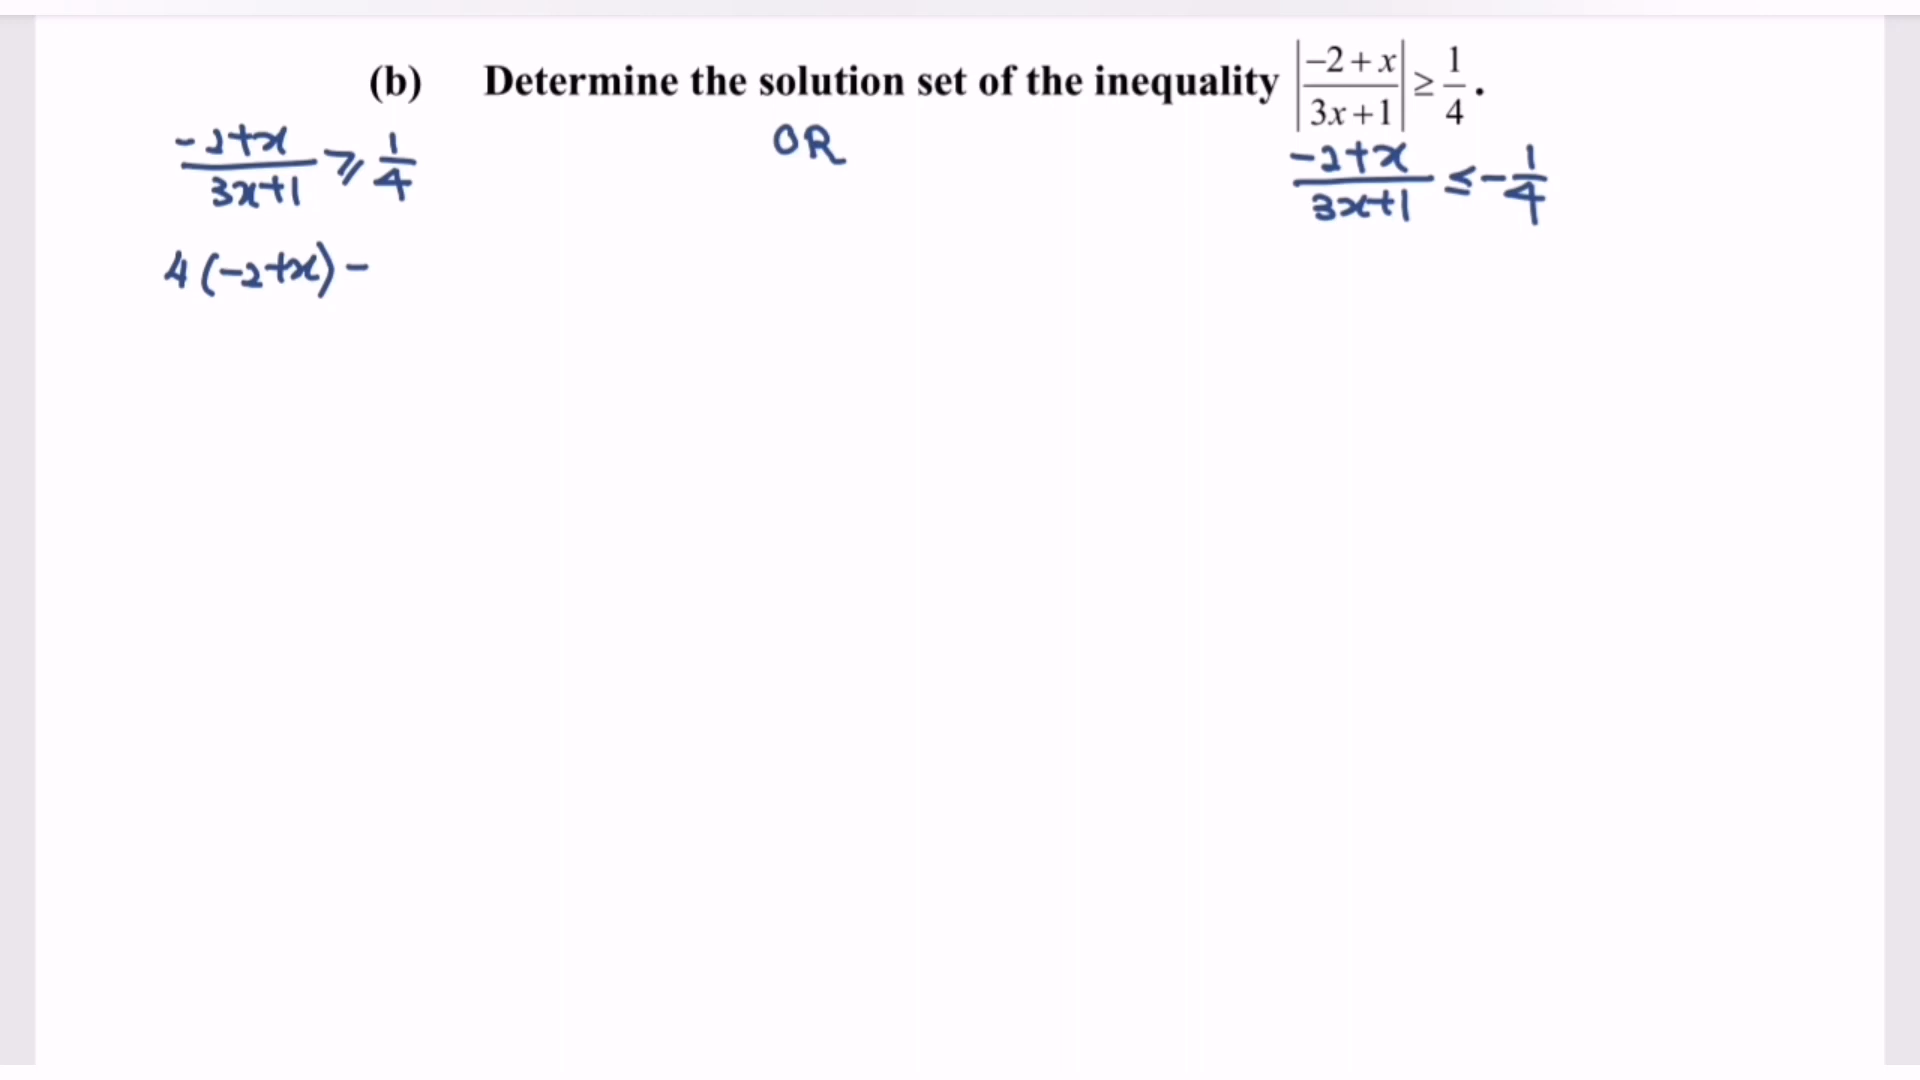 (b) Determine the solution set of the inequality |(-2+x)/(3x+1)| ≥ 1/4 .
(-2+x)/(3x+1) ≥ 1/4 OR (-2+x)/(3x+1) ≤ -1/4
4(-2+x) -